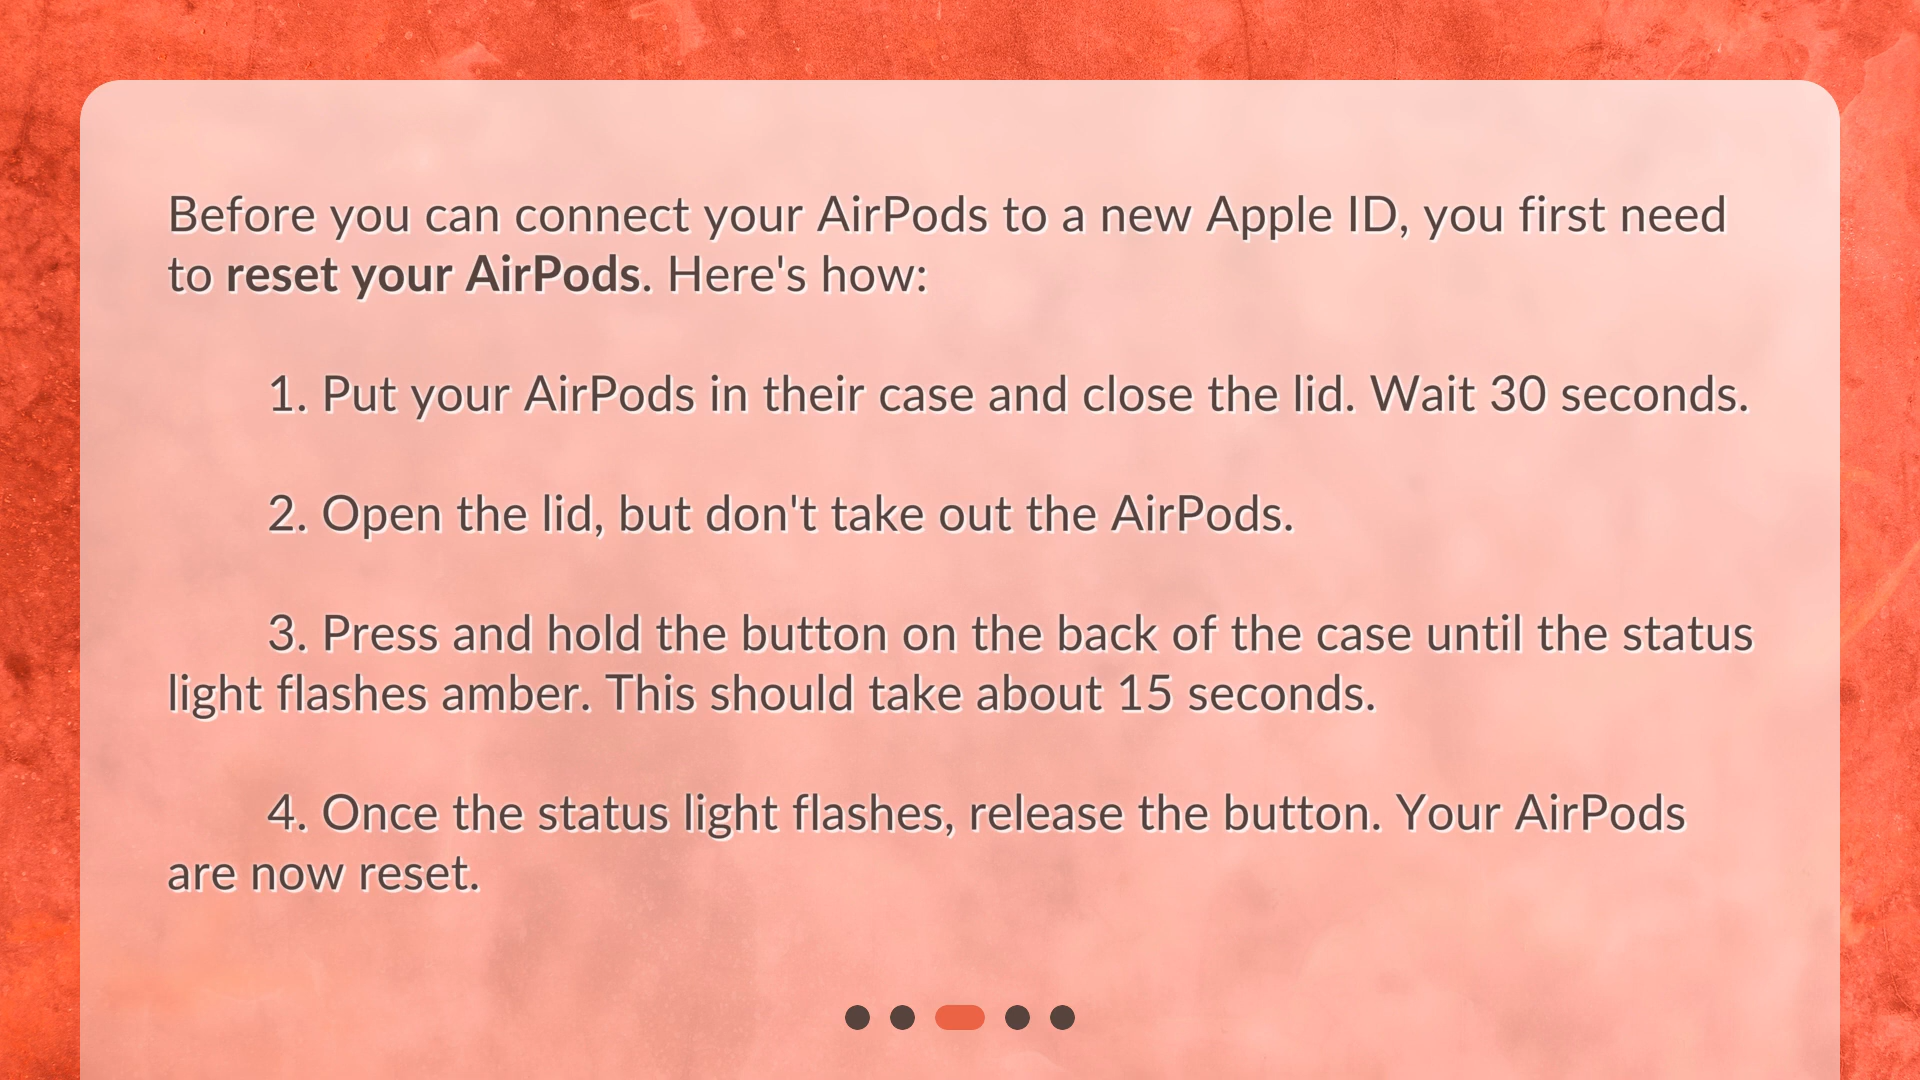 Before you can connect your AirPods to a new Apple ID, you first need
to reset your AirPods. Here's how:
1. Put your AirPods in their case and close the lid. Wait 30 seconds.
2. Open the lid, but don't take out the AirPods.
3. Press and hold the button on the back of the case until the status
light flashes amber. This should take about 15 seconds.
4. Once the status light flashes, release the button. Your AirPods
are now reset.